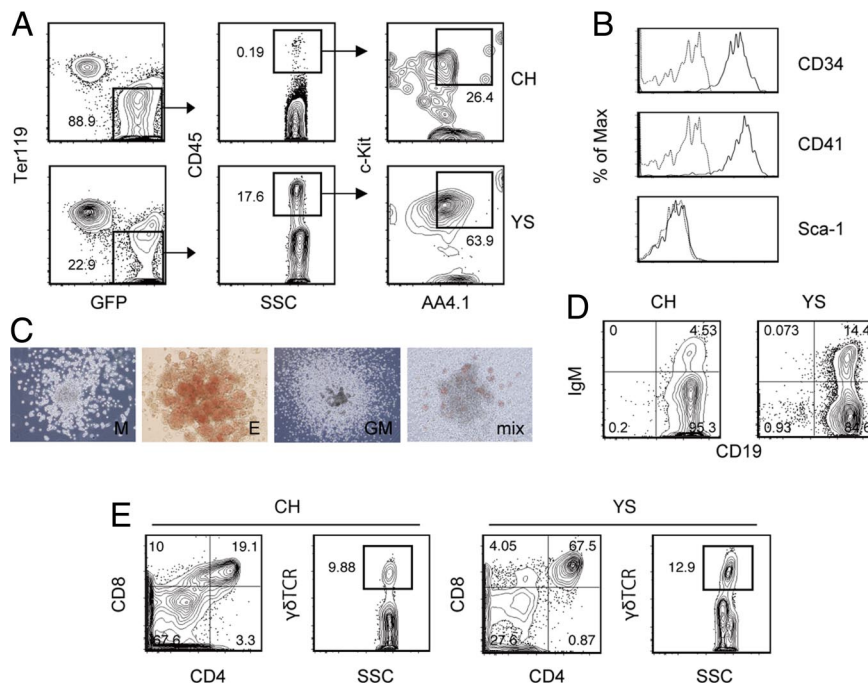 A
Ter119
88.9
CD45
0.19
c-Kit
26.4
CH
22.9
17.6
63.9
YS
GFP
SSC
AA4.1
B
% of Max
CD34
CD41
Sca-1
C
M
E
GM
mix
D
CH
YS
IgM
0
4.53
0.2
95.3
0.073
14.4
0.93
84.6
CD19
E
CH
YS
CD8
10
19.1
67.6
3.3
CD4
γδTCR
9.88
SSC
CD8
4.05
67.5
27.6
0.87
CD4
γδTCR
12.9
SSC